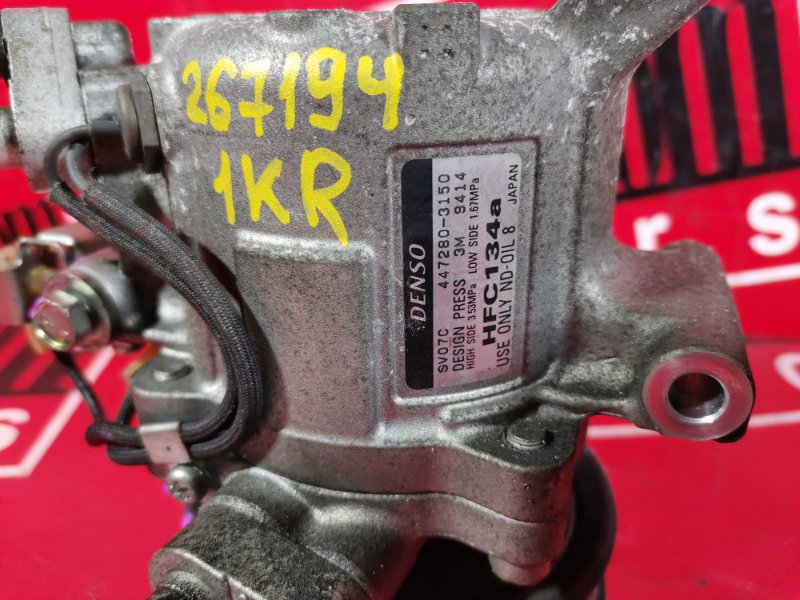 267194
1KR
DENSO
SV07C 447280-3150
DESIGN PRESS 3M 9414
HIGH SIDE 3.53MPa LOW SIDE 1.67MPa
HFC134a
USE ONLY ND-OIL 8 JAPAN